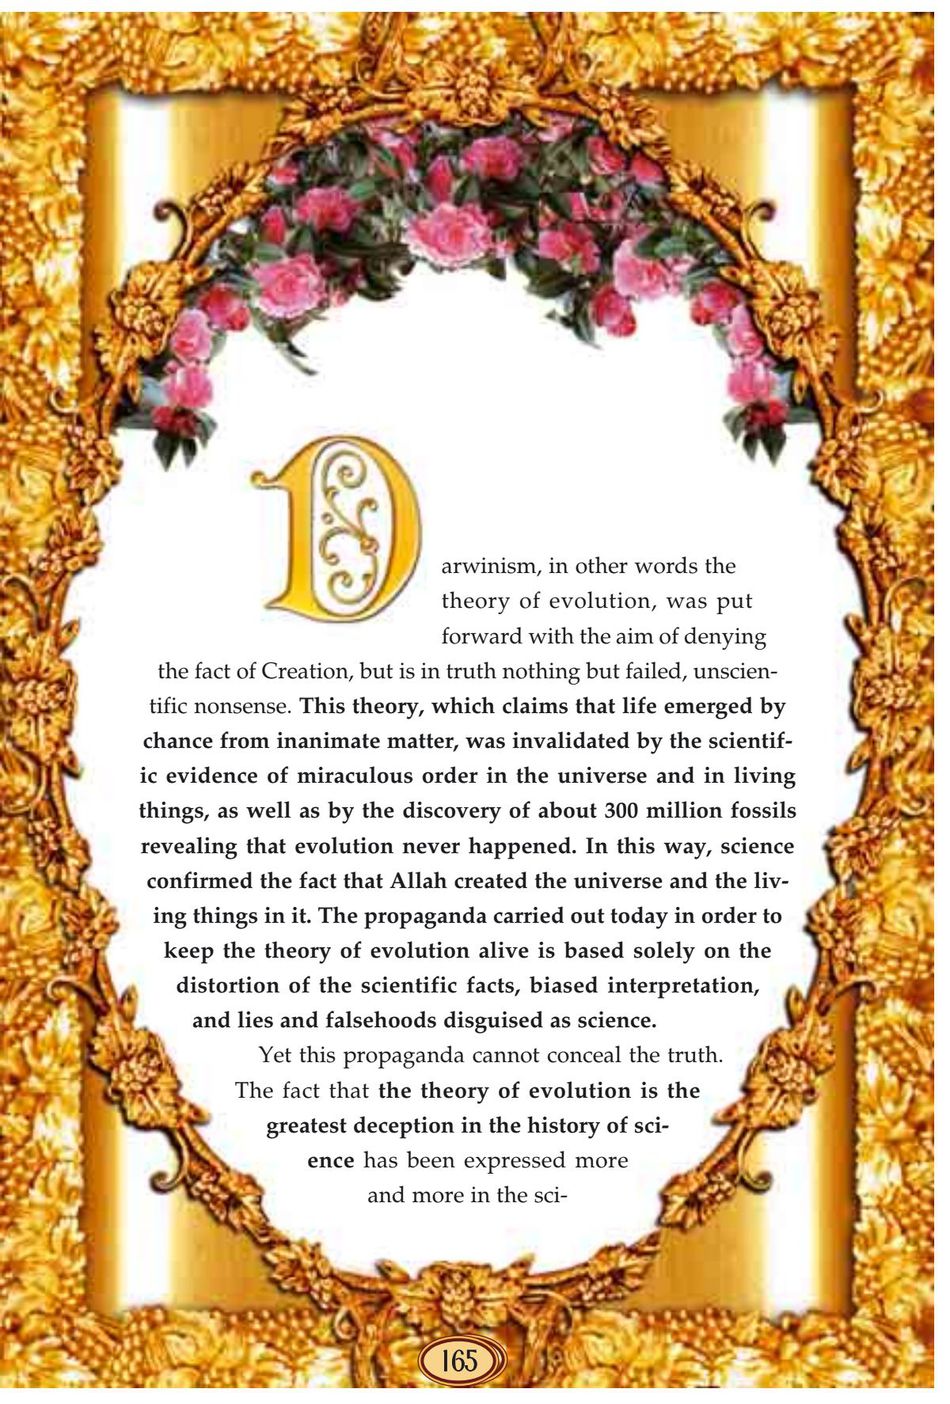 Darwinism, in other words the
theory of evolution, was put
forward with the aim of denying
the fact of Creation, but is in truth nothing but failed, unscien-
tific nonsense. This theory, which claims that life emerged by
chance from inanimate matter, was invalidated by the scientif-
ic evidence of miraculous order in the universe and in living
things, as well as by the discovery of about 300 million fossils
revealing that evolution never happened. In this way, science
confirmed the fact that Allah created the universe and the liv-
ing things in it. The propaganda carried out today in order to
keep the theory of evolution alive is based solely on the
distortion of the scientific facts, biased interpretation,
and lies and falsehoods disguised as science.
Yet this propaganda cannot conceal the truth.
The fact that the theory of evolution is the
greatest deception in the history of sci-
ence has been expressed more
and more in the sci-
165